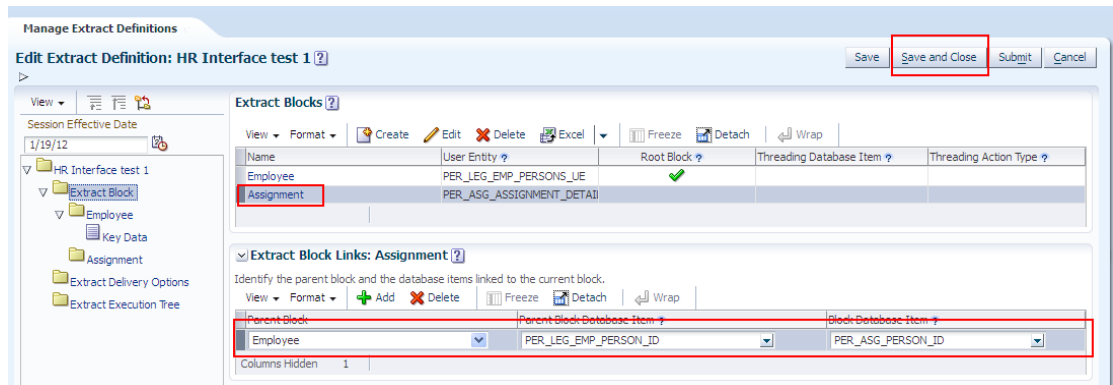 Manage Extract Definitions
Edit Extract Definition: HR Interface test 1 ?
Save Save and Close Submit Cancel
View
Session Effective Date
1/19/12
HR Interface test 1
Extract Block
Employee
Key Data
Assignment
Extract Delivery Options
Extract Execution Tree
Extract Blocks ?
View Format Create Edit Delete Excel Freeze Detach Wrap
Name User Entity ? Root Block ? Threading Database Item ? Threading Action Type ?
Employee PER_LEG_EMP_PERSONS_UE
Assignment PER_ASG_ASSIGNMENT_DETAIL
Extract Block Links: Assignment ?
Identify the parent block and the database items linked to the current block.
View Format Add Delete Freeze Detach Wrap
Parent Block Parent Block Database Item ? Block Database Item ?
Employee PER_LEG_EMP_PERSON_ID PER_ASG_PERSON_ID
Columns Hidden 1